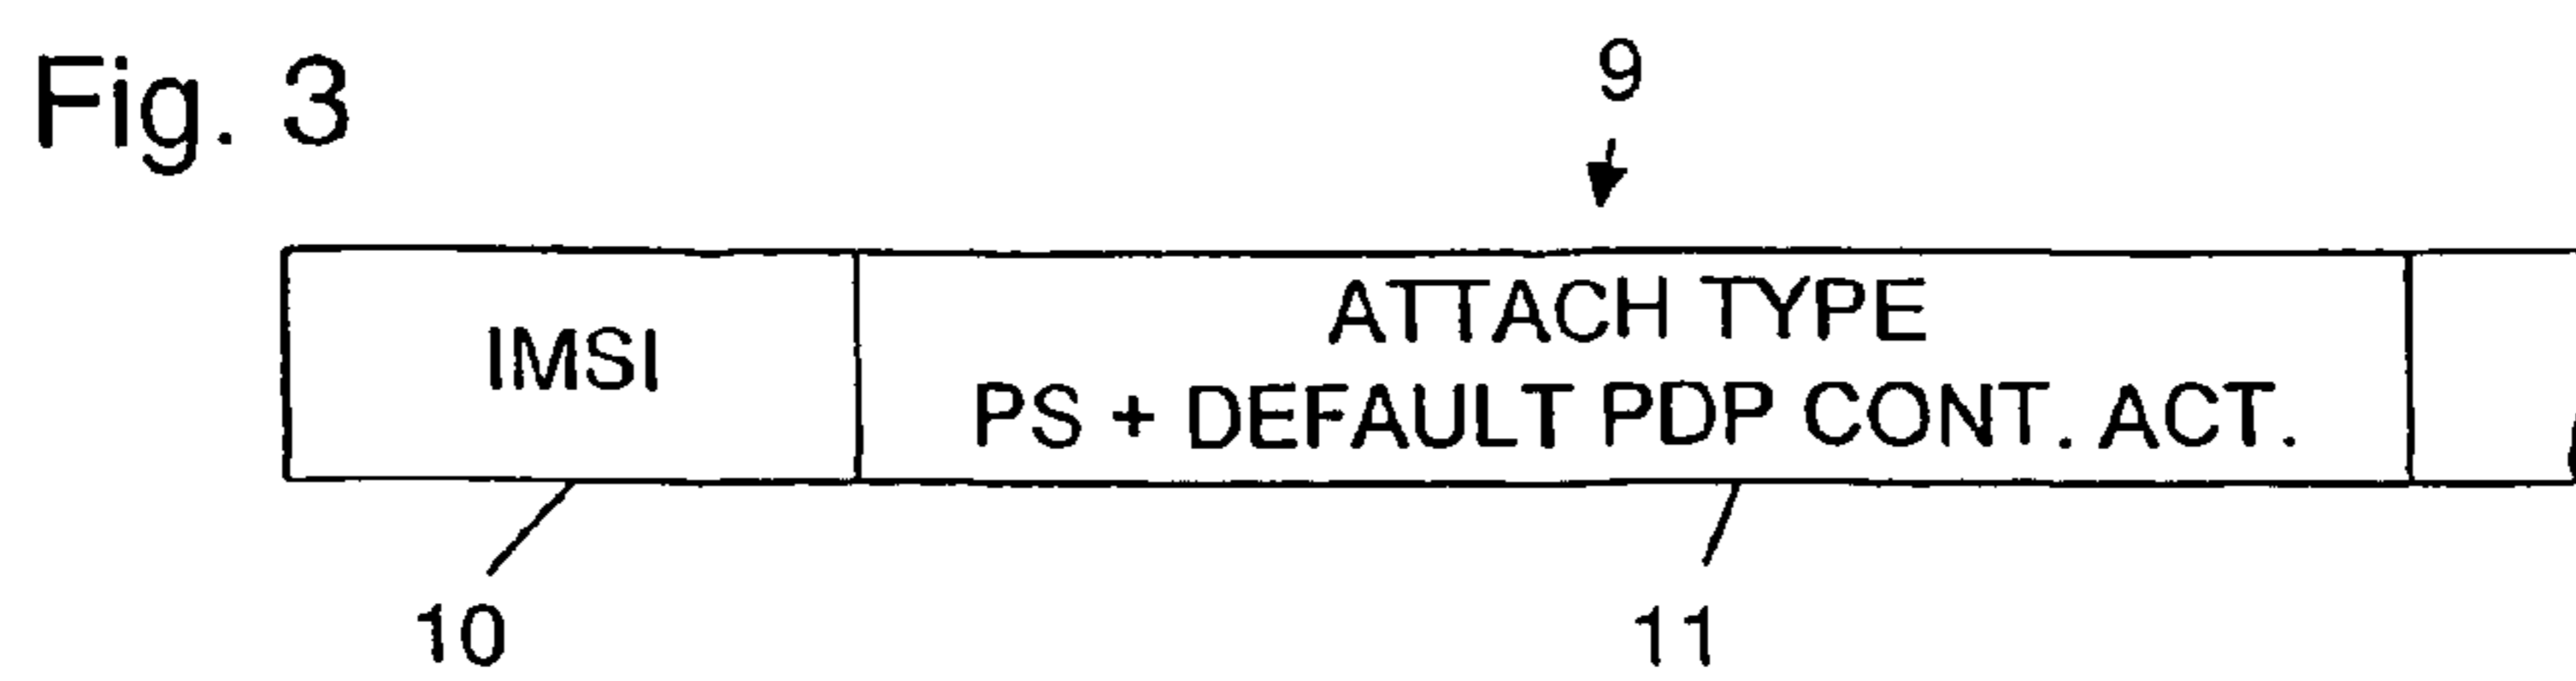 Fig. 3
9
IMSI
ATTACH TYPE
PS + DEFAULT PDP CONT. ACT.
10
11